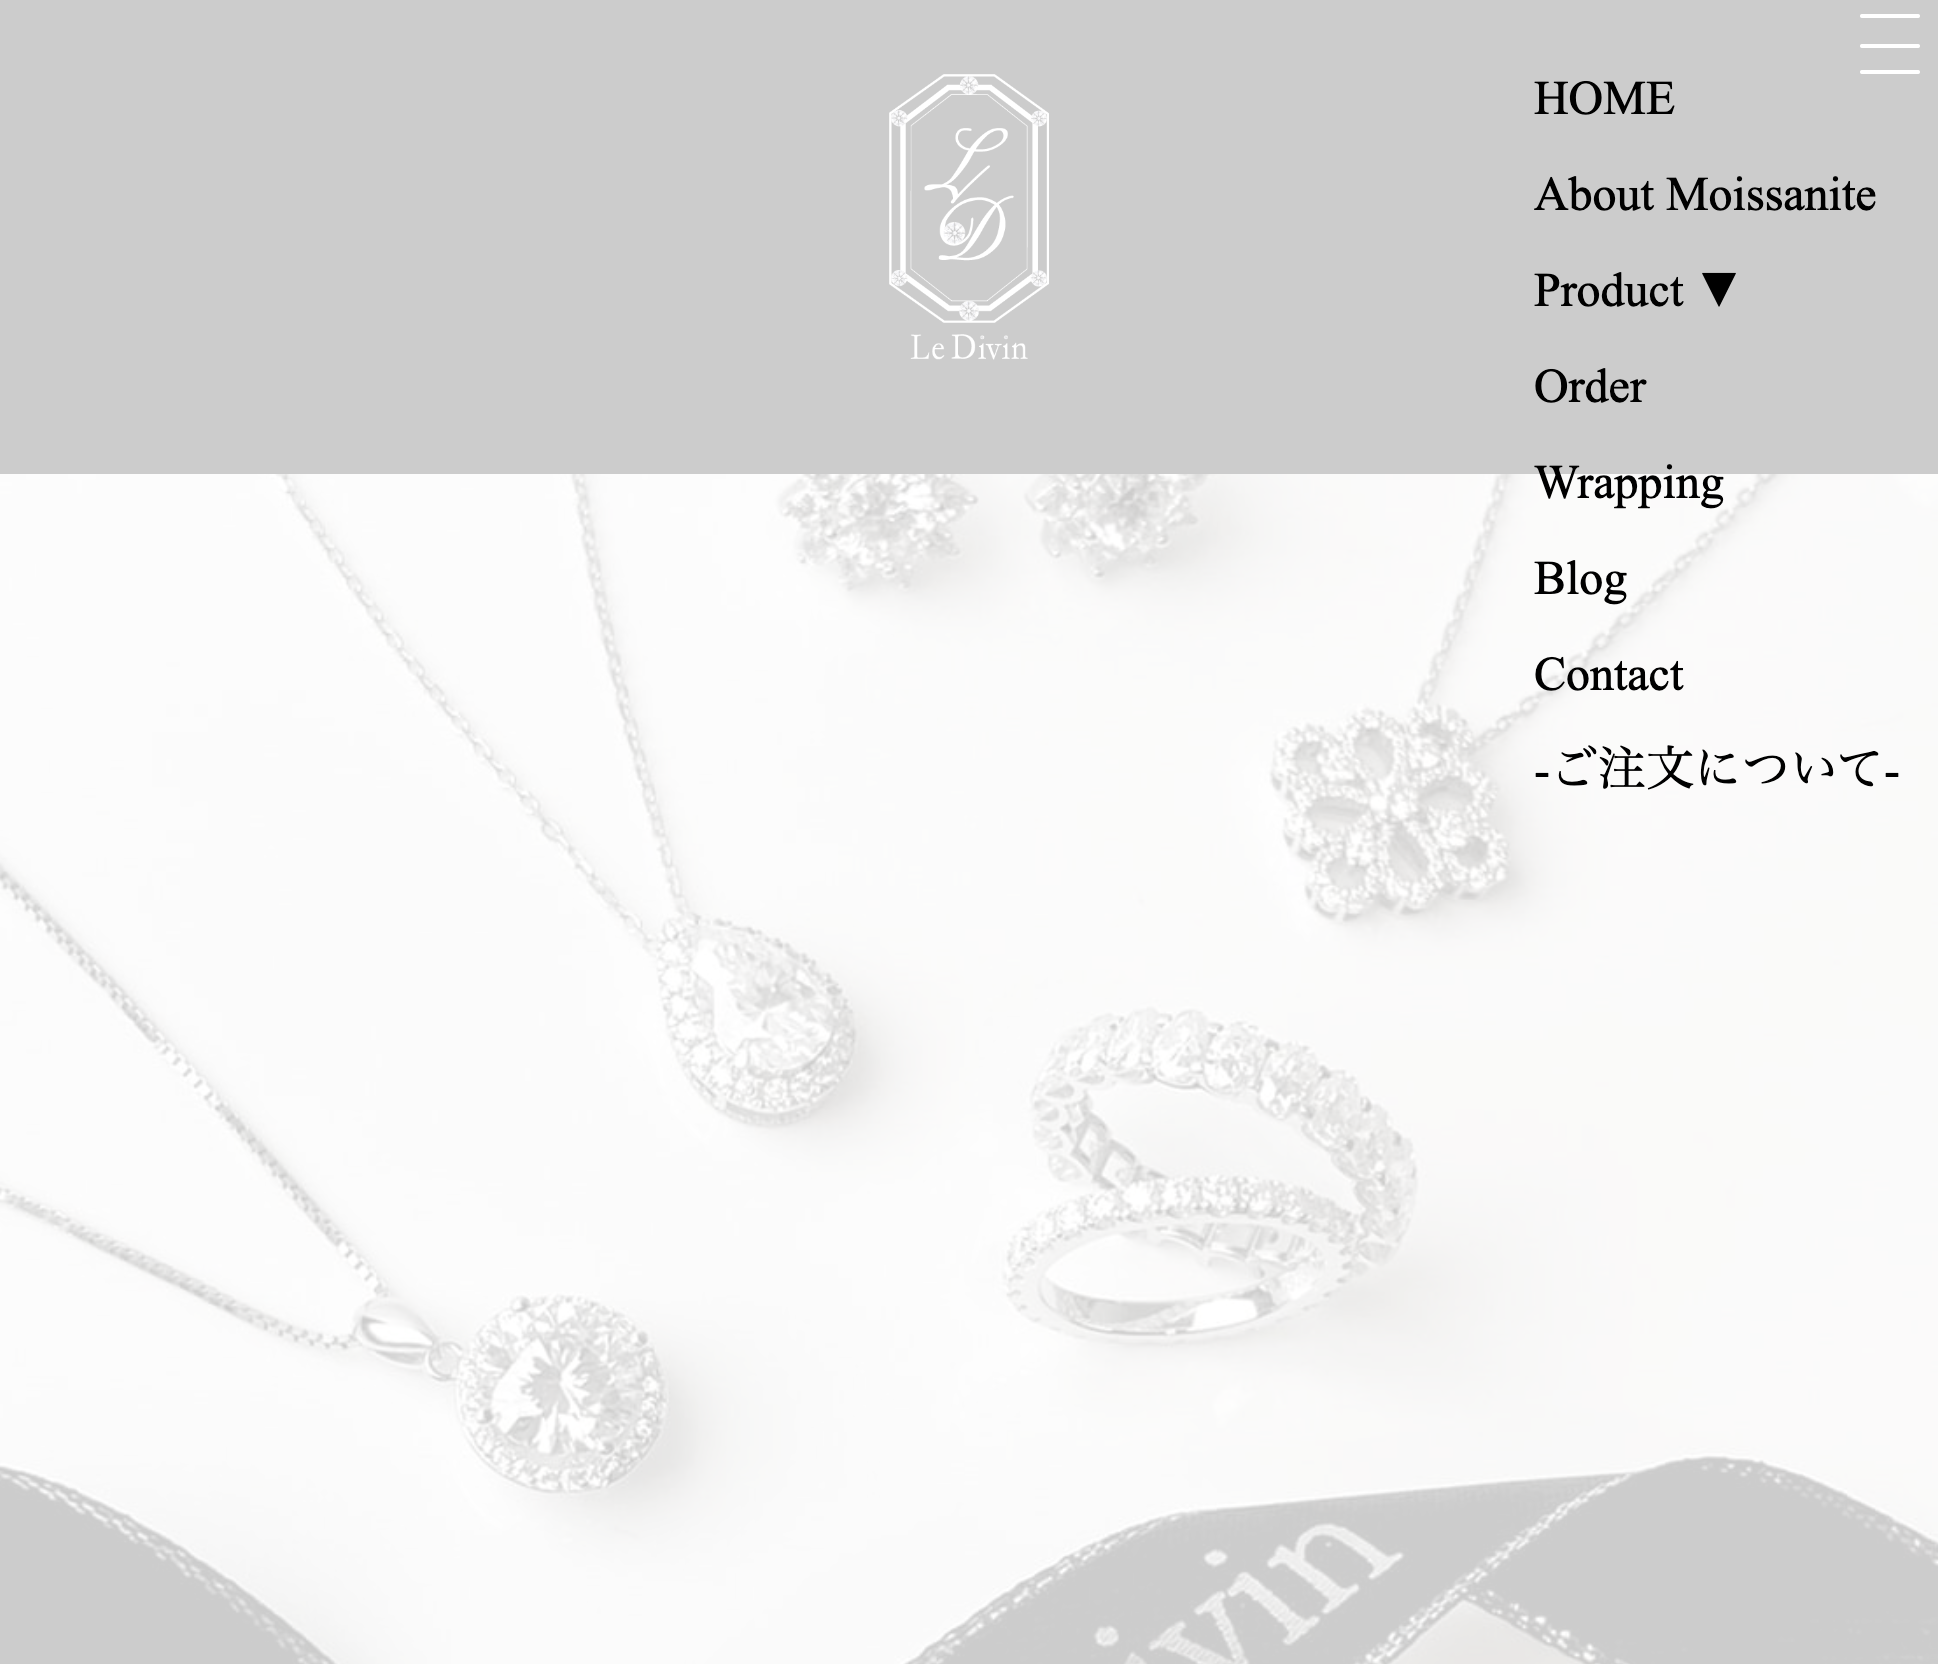 LD
Le Divin
HOME
About Moissanite
Product ▼
Order
Wrapping
Blog
Contact
-ご注文について-
ivin